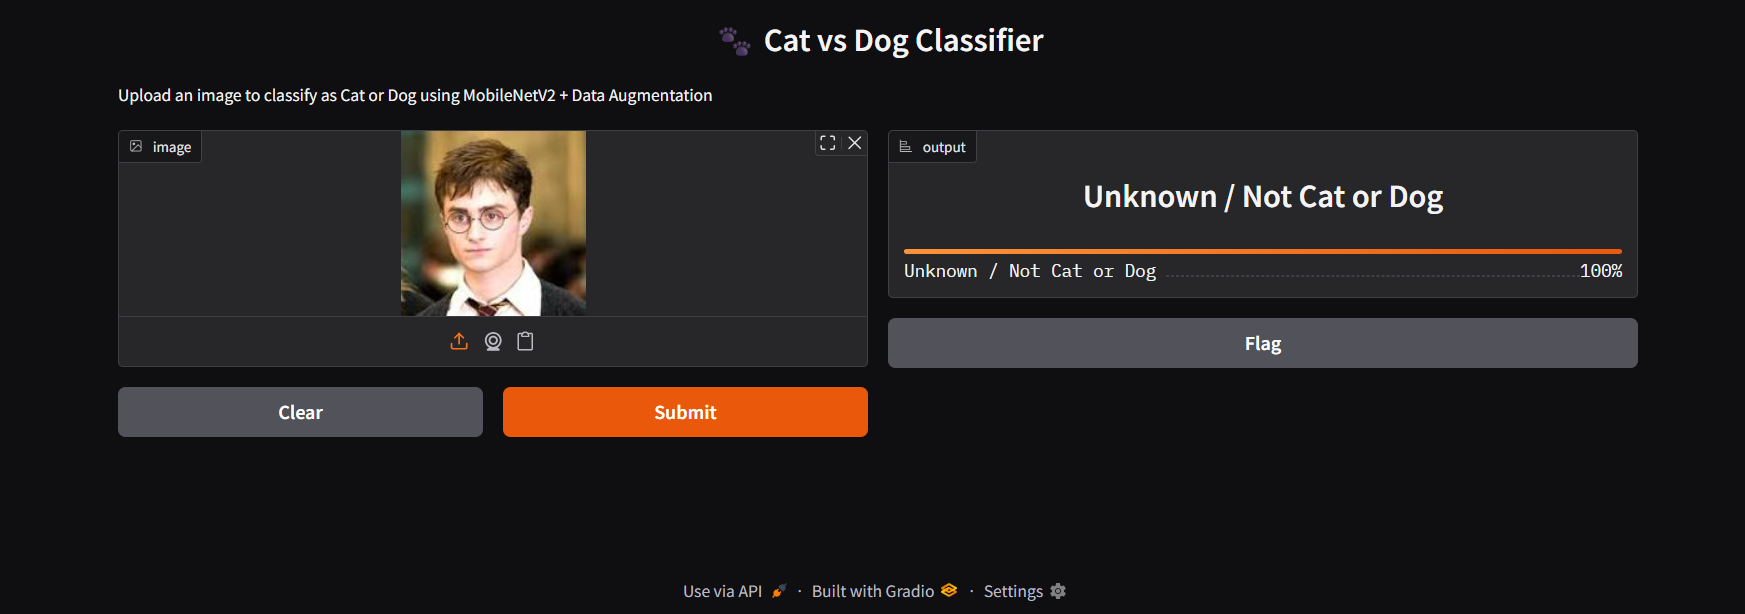 Cat vs Dog Classifier
Upload an image to classify as Cat or Dog using MobileNetV2 + Data Augmentation
image
output
Unknown / Not Cat or Dog
Unknown / Not Cat or Dog 100%
Flag
Clear
Submit
Use via API · Built with Gradio · Settings